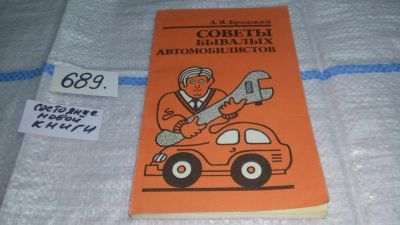 А. Я. Бродский
СОВЕТЫ
БЫВАЛЫХ
АВТОМОБИЛИСТОВ
689.
СОСТОЯНИЕ
НОВОЙ
КНИГИ